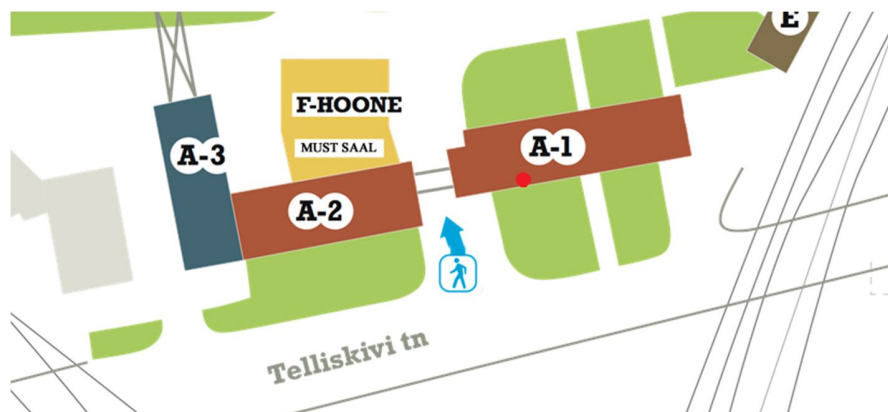 E
F-HOONE
MUST SAAL
A-3
A-1
A-2
Telliskivi tn